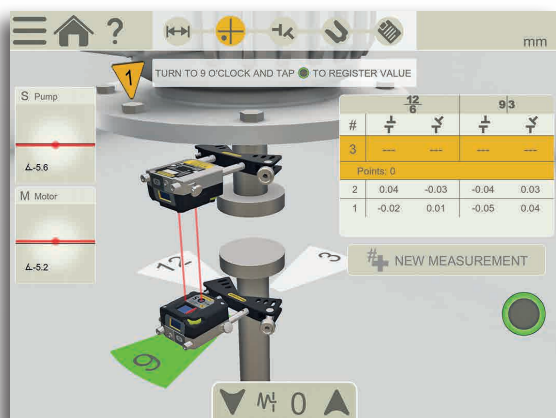 ?
mm
1
TURN TO 9 O'CLOCK AND TAP TO REGISTER VALUE
S Pump
∡-5.6
M Motor
∡-5.2
12
6
9 3
#
3 --- --- --- ---
Points: 0
2 0.04 -0.03 -0.04 0.03
1 -0.02 0.01 -0.05 0.04
# NEW MEASUREMENT
12
3
9
0